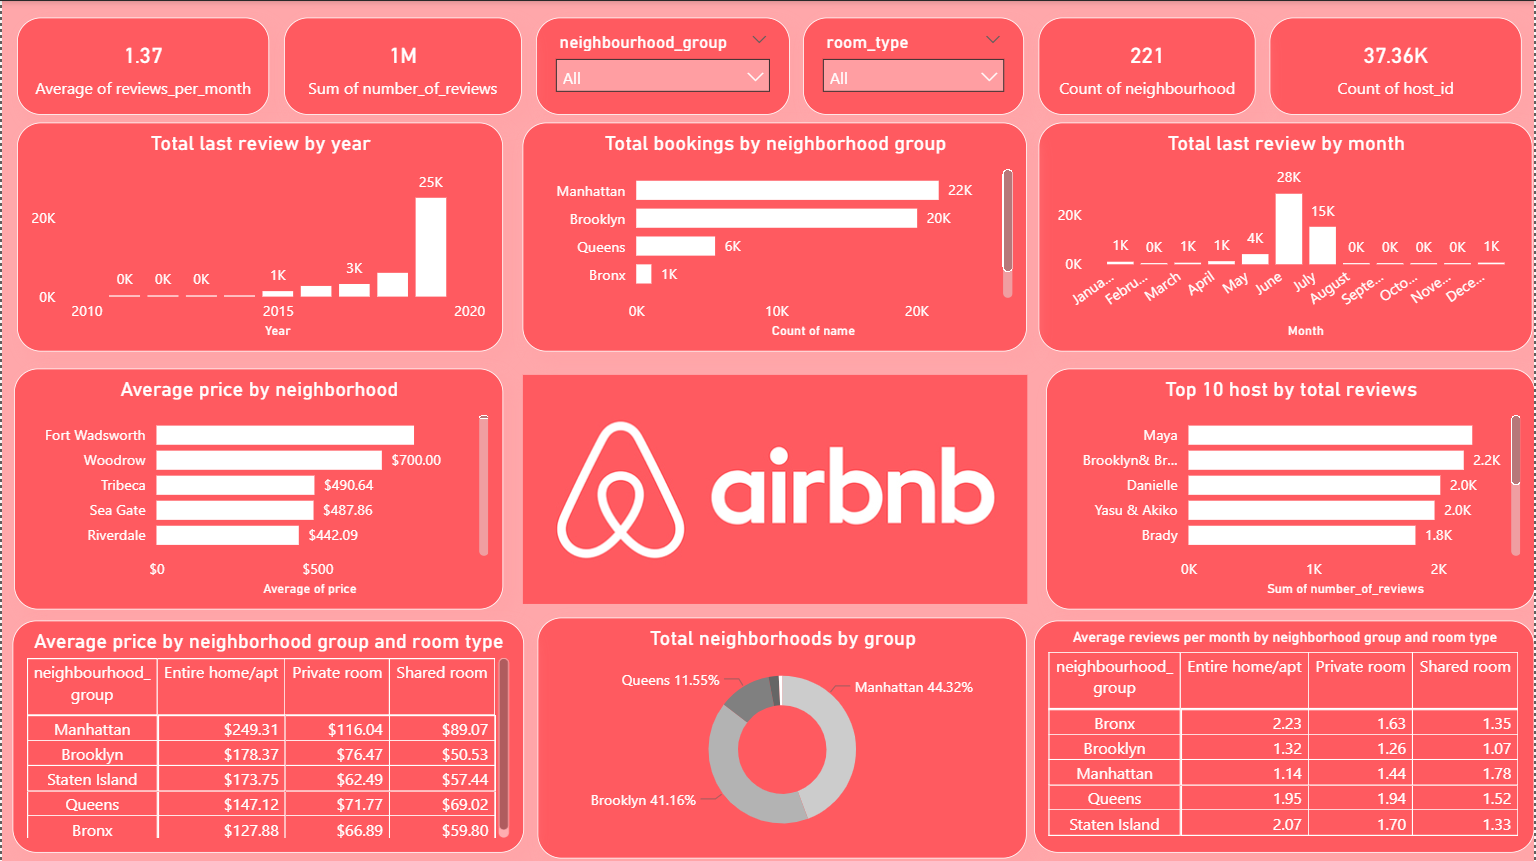 1.37
Average of reviews_per_month
1M
Sum of number_of_reviews
neighbourhood_group
All
room_type
All
221
Count of neighbourhood
37.36K
Count of host_id
Total last review by year
25K
20K
0K 0K 0K 1K 3K
0K
2010 2015 2020
Year
Total bookings by neighborhood group
Manhattan 22K
Brooklyn 20K
Queens 6K
Bronx 1K
0K 10K 20K
Count of name
Total last review by month
28K
20K
15K
1K 0K 1K 1K 4K 0K 0K 0K 0K 1K
0K
Janua... Febru... March April May June July August Septe... Octo... Nove... Dece...
Month
Average price by neighborhood
Fort Wadsworth
Woodrow $700.00
Tribeca $490.64
Sea Gate $487.86
Riverdale $442.09
$0 $500
Average of price
airbnb
Top 10 host by total reviews
Maya
Brooklyn& Br... 2.2K
Danielle 2.0K
Yasu & Akiko 2.0K
Brady 1.8K
0K 1K 2K
Sum of number_of_reviews
Average price by neighborhood group and room type
neighbourhood_ Entire home/apt Private room Shared room
group
Manhattan $249.31 $116.04 $89.07
Brooklyn $178.37 $76.47 $50.53
Staten Island $173.75 $62.49 $57.44
Queens $147.12 $71.77 $69.02
Bronx $127.88 $66.89 $59.80
Total neighborhoods by group
Queens 11.55%
Manhattan 44.32%
Brooklyn 41.16%
Average reviews per month by neighborhood group and room type
neighbourhood_ Entire home/apt Private room Shared room
group
Bronx 2.23 1.63 1.35
Brooklyn 1.32 1.26 1.07
Manhattan 1.14 1.44 1.78
Queens 1.95 1.94 1.52
Staten Island 2.07 1.70 1.33